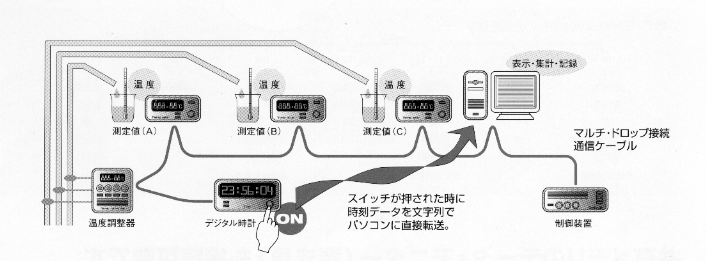 温度
温度
温度
表示・集計・記録
測定値(A)
測定値(B)
測定値(C)
マルチ・ドロップ接続
通信ケーブル
23:56:04
温度調整器
デジタル時計
ON
スイッチが押された時に
時刻データを文字列で
パソコンに直接転送。
制御装置